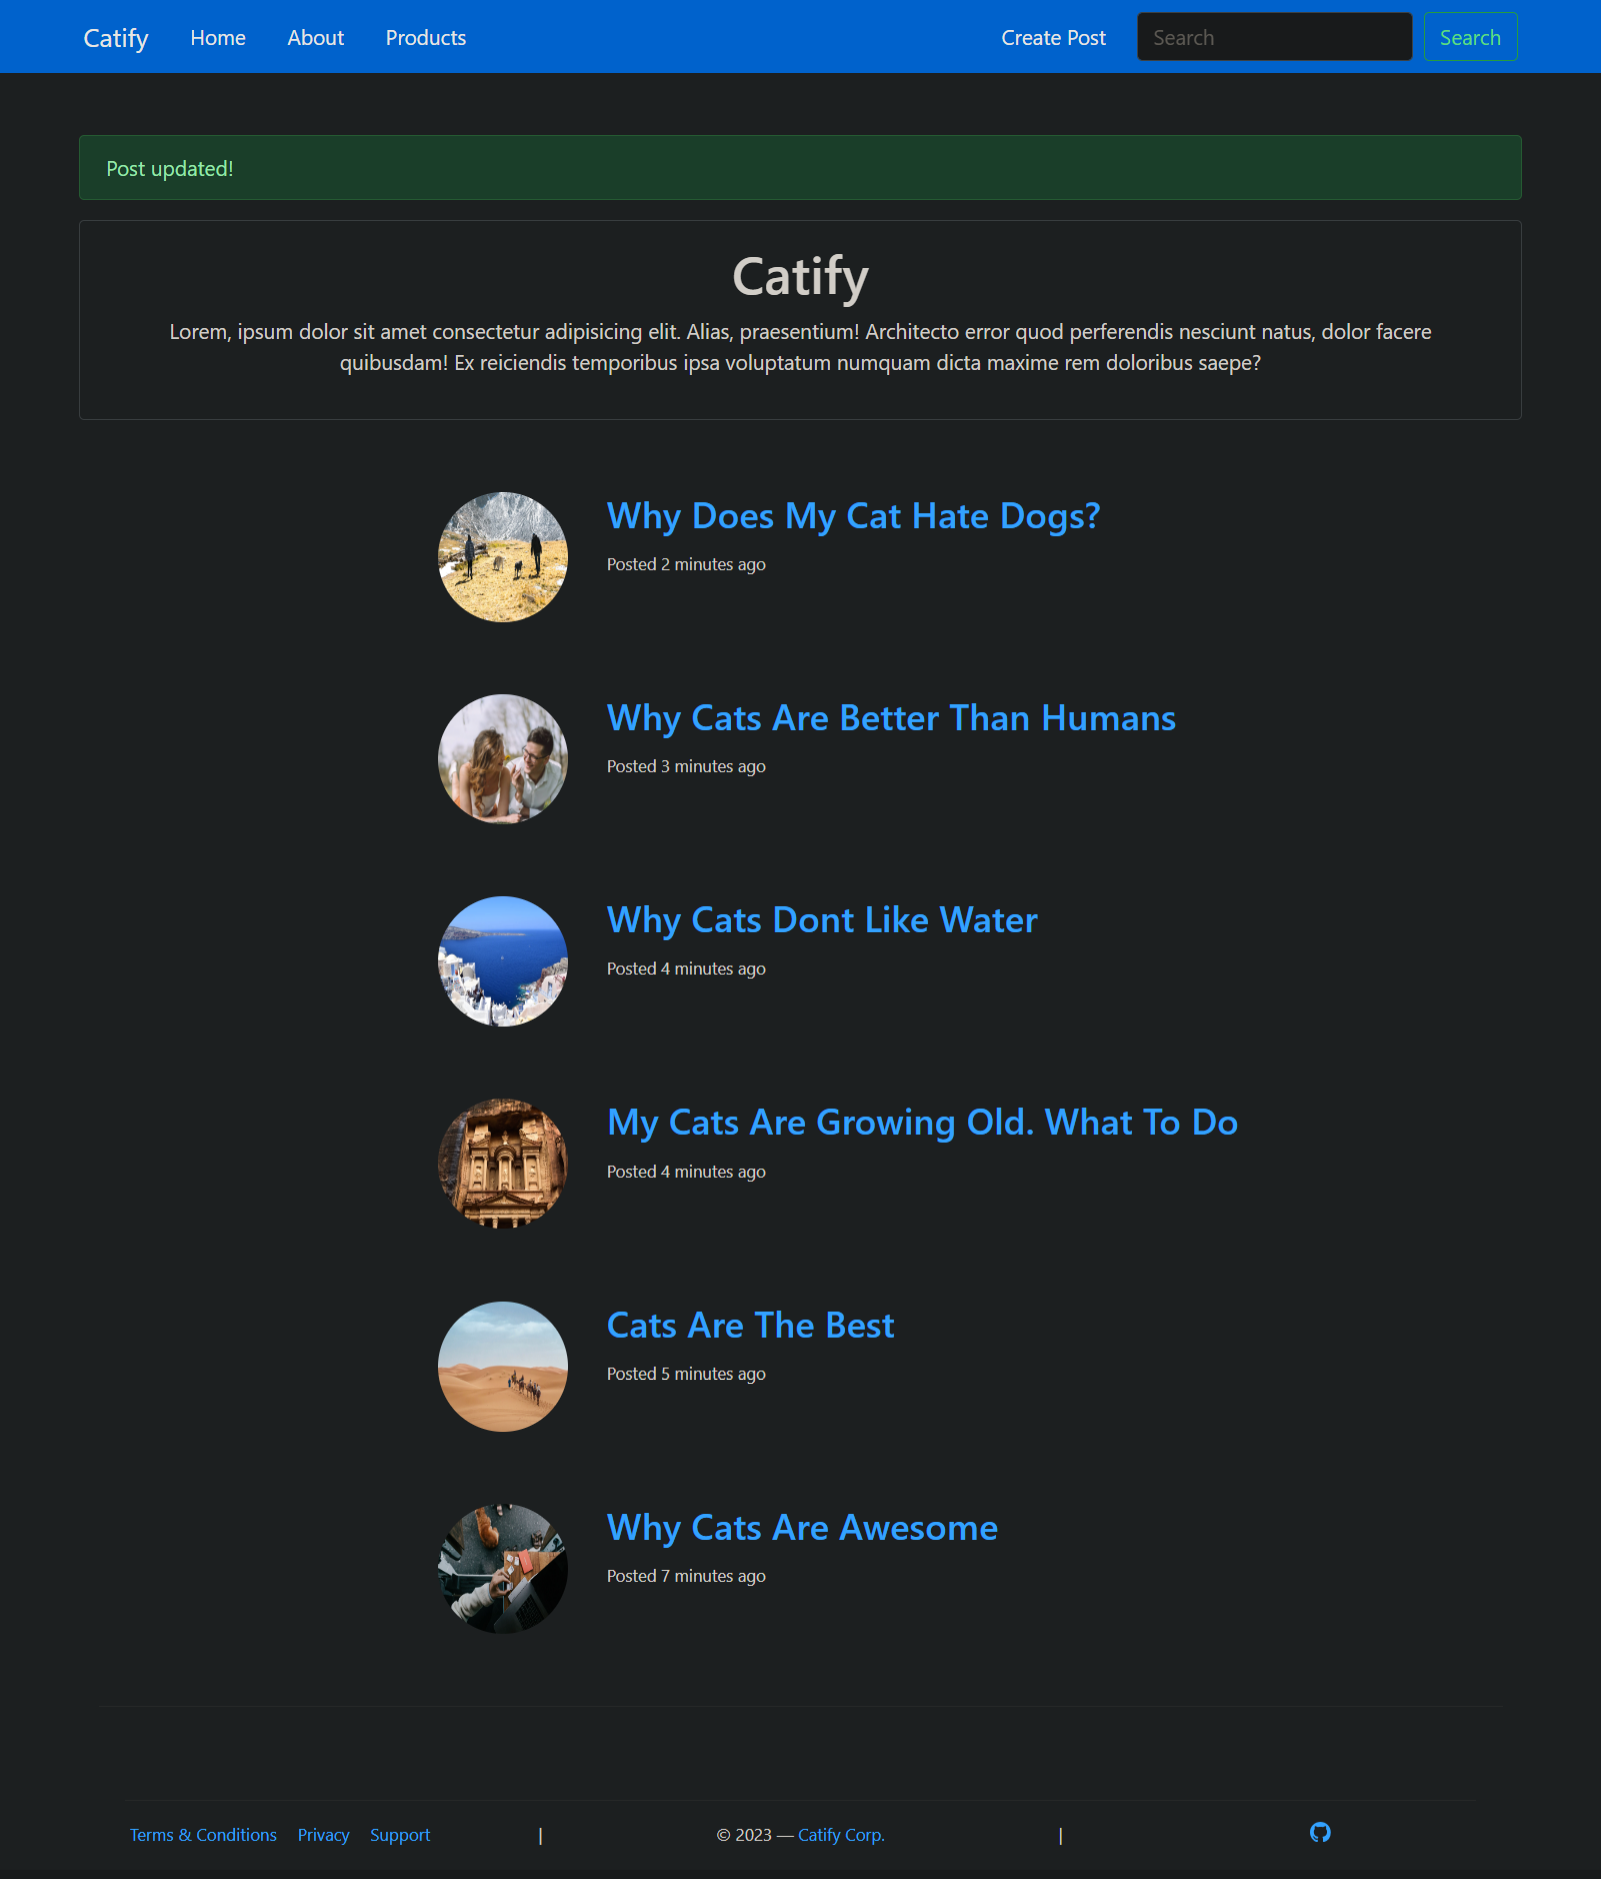 Catify Home About Products Create Post Search Search
Post updated!
Catify
Lorem, ipsum dolor sit amet consectetur adipisicing elit. Alias, praesentium! Architecto error quod perferendis nesciunt natus, dolor facere
quibusdam! Ex reiciendis temporibus ipsa voluptatum numquam dicta maxime rem doloribus saepe?
Why Does My Cat Hate Dogs?
Posted 2 minutes ago
Why Cats Are Better Than Humans
Posted 3 minutes ago
Why Cats Dont Like Water
Posted 4 minutes ago
My Cats Are Growing Old. What To Do
Posted 4 minutes ago
Cats Are The Best
Posted 5 minutes ago
Why Cats Are Awesome
Posted 7 minutes ago
Terms & Conditions Privacy Support | © 2023 — Catify Corp. |